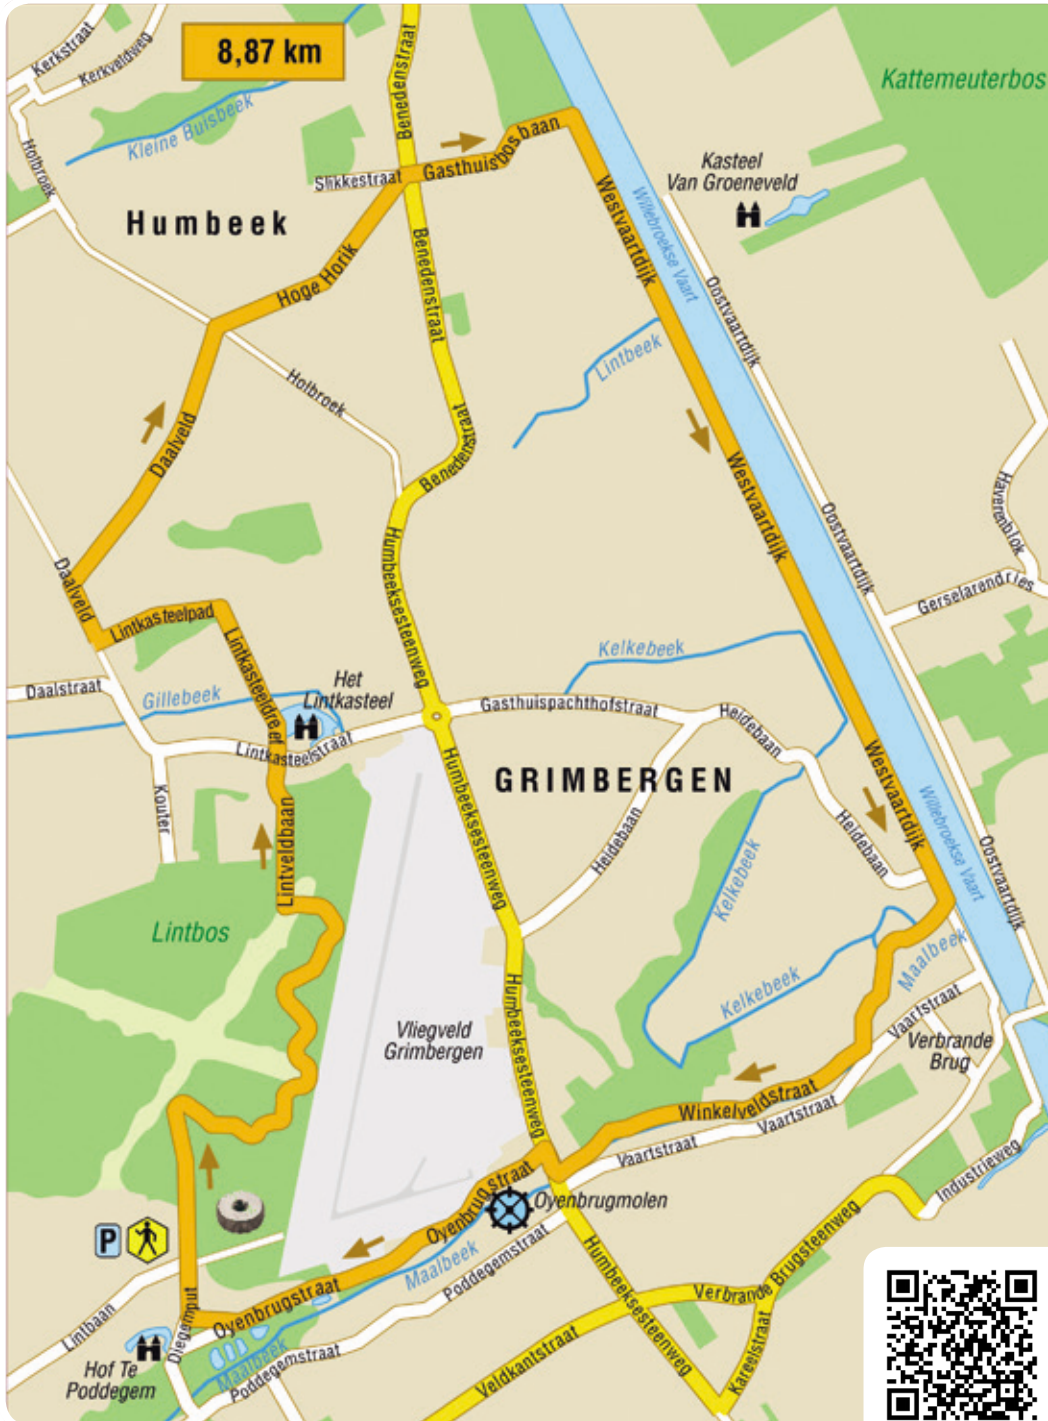 8,87 km
Kerkstraat
Kerkveldweg
Benedenstraat
Kattemeuterbos
Kleine Buisbeek
Holbroek
Slikkestraat
Gasthuisbosbaan
Kasteel
Van Groeneveld
Humbeek
Westvaartdijk
Willebroekse Vaart
Hoge Horik
Benedenstraat
Oostvaartdijk
Lintbeek
Holbroek
Daalveld
Benedenstraat
Westvaartdijk
Oostvaartdijk
Haverenblok
Humbeeksesteenweg
Daalveld
Gerselarendries
Lintkasteelpad
Lintkasteeldreef
Kelkebeek
Daalstraat
Gillebeek
Het
Lintkasteel
Gasthuispachthofstraat
Heidebaan
Lintkasteelstraat
Westvaartdijk
GRIMBERGEN
Humbeeksesteenweg
Kouter
Lintveldbaan
Heidebaan
Heidebaan
Willebroekse Vaart
Oostvaartdijk
Kelkebeek
Lintbos
Maalbeek
Kelkebeek
Humbeeksesteenweg
Vaartstraat
Vliegveld
Grimbergen
Verbrande
Brug
Winkelveldstraat
Vaartstraat
Vaartstraat
Industrieweg
Oyenbrugstraat
Oyenbrugmolen
P
Maalbeek
Poddegemstraat
Humbeeksesteenweg
Verbrande Brugsteenweg
Lintbaan
Diegemput
Oyenbrugstraat
Hof Te
Poddegem
Maalbeek
Poddegemstraat
Veldkantstraat
Kareelstraat